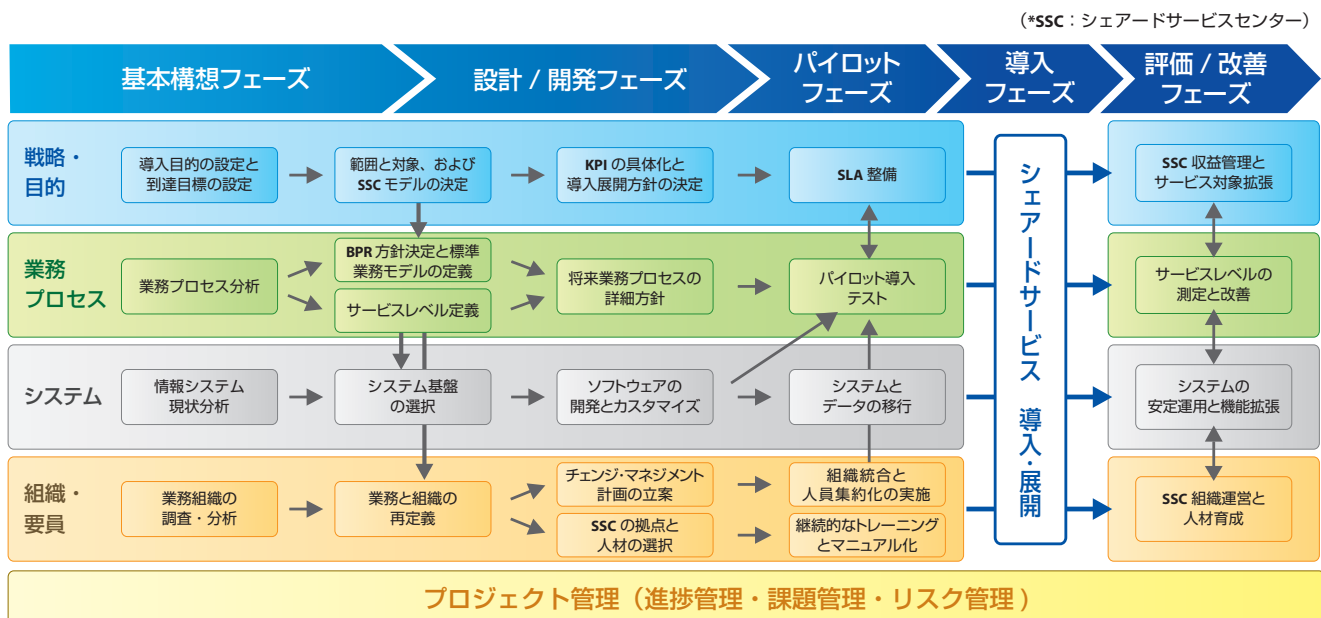 (*SSC:シェアードサービスセンター)
基本構想フェーズ
設計 / 開発フェーズ
パイロット
フェーズ
導入
フェーズ
評価 / 改善
フェーズ
戦略・
目的
導入目的の設定と
到達目標の設定
範囲と対象、および
SSC モデルの決定
KPI の具体化と
導入展開方針の決定
SLA 整備
SSC 収益管理と
サービス対象拡張
業務
プロセス
業務プロセス分析
BPR 方針決定と標準
業務モデルの定義
サービスレベル定義
将来業務プロセスの
詳細方針
パイロット導入
テスト
サービスレベルの
測定と改善
システム
情報システム
現状分析
システム基盤
の選択
ソフトウェアの
開発とカスタマイズ
システムと
データの移行
システムの
安定運用と機能拡張
組織・
要員
業務組織の
調査・分析
業務と組織の
再定義
チェンジ・マネジメント
計画の立案
SSC の拠点と
人材の選択
組織統合と
人員集約化の実施
継続的なトレーニング
とマニュアル化
SSC 組織運営と
人材育成
シェアードサービス 導入・展開
プロジェクト管理(進捗管理・課題管理・リスク管理 )